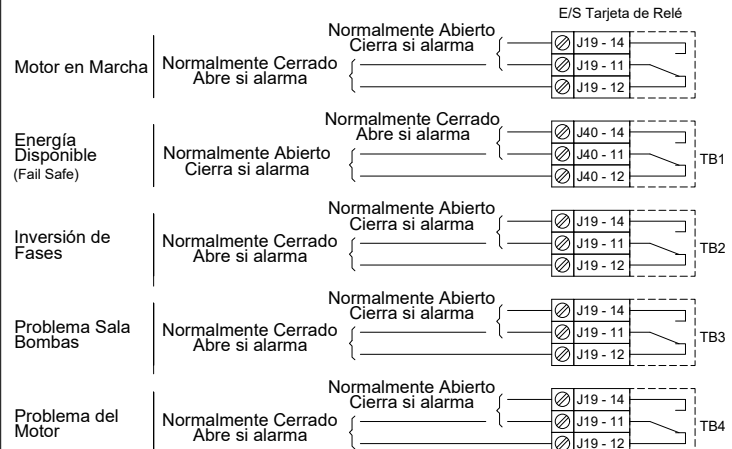 E/S Tarjeta de Relé
Motor en Marcha
Normalmente Cerrado
Abre si alarma
Normalmente Abierto
Cierra si alarma
J19 - 14
J19 - 11
J19 - 12
Energía
Disponible
(Fail Safe)
Normalmente Abierto
Cierra si alarma
Normalmente Cerrado
Abre si alarma
J40 - 14
J40 - 11
J40 - 12
TB1
Inversión de
Fases
Normalmente Cerrado
Abre si alarma
Normalmente Abierto
Cierra si alarma
J19 - 14
J19 - 11
J19 - 12
TB2
Problema Sala
Bombas
Normalmente Cerrado
Abre si alarma
Normalmente Abierto
Cierra si alarma
J19 - 14
J19 - 11
J19 - 12
TB3
Problema del
Motor
Normalmente Cerrado
Abre si alarma
Normalmente Abierto
Cierra si alarma
J19 - 14
J19 - 11
J19 - 12
TB4